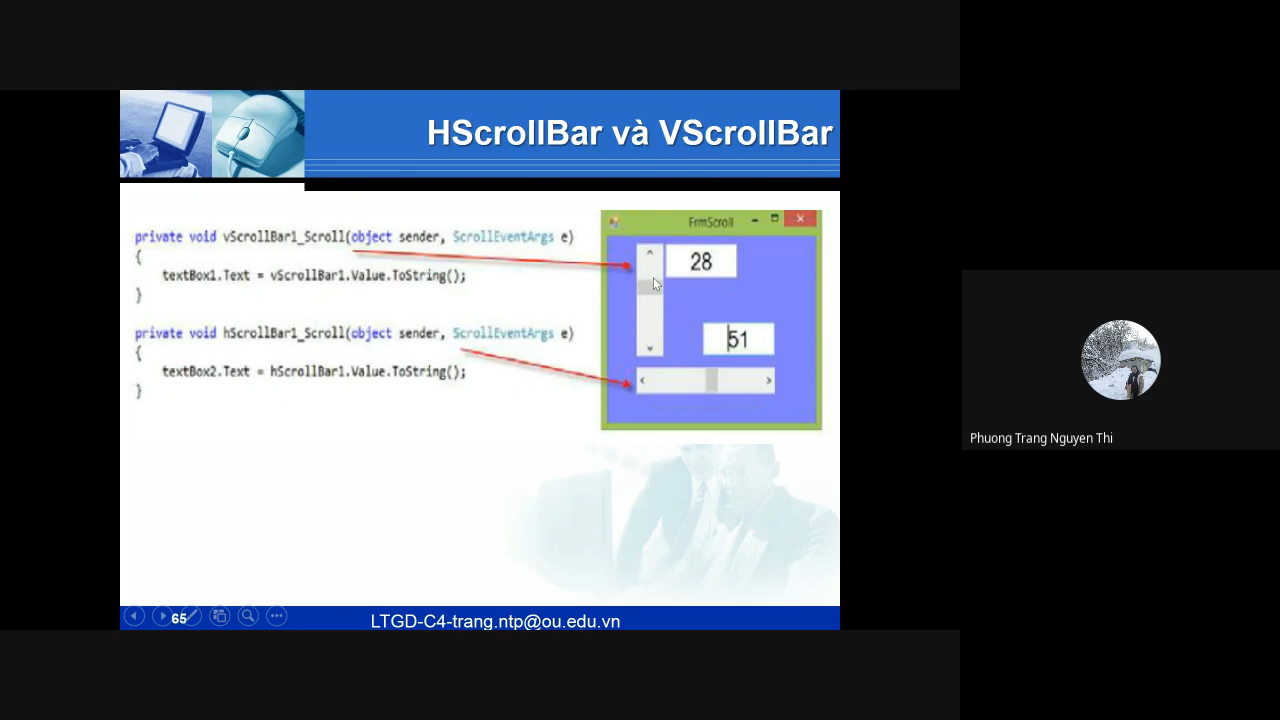 HScrollBar và VScrollBar
private void vScrollBar1_Scroll(object sender, ScrollEventArgs e)
{
textBox1.Text = vScrollBar1.Value.ToString();
}
private void hScrollBar1_Scroll(object sender, ScrollEventArgs e)
{
textBox2.Text = hScrollBar1.Value.ToString();
}
FrmScroll
28
51
Phuong Trang Nguyen Thi
65
LTGD-C4-trang.ntp@ou.edu.vn